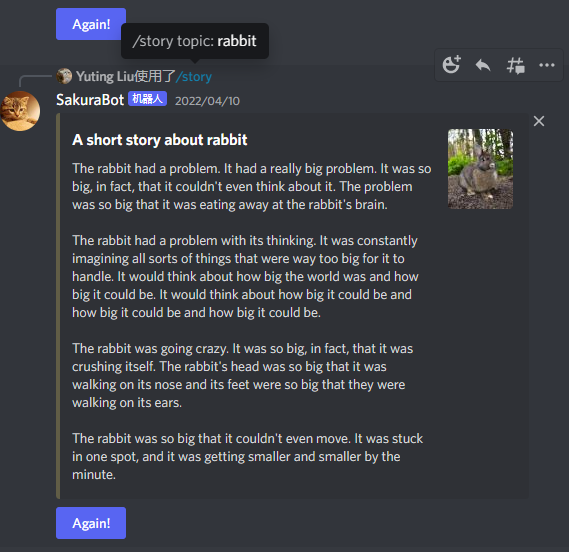 Again!
/story topic: rabbit
Yuting Liu使用了/story
SakuraBot 机器人 2022/04/10
A short story about rabbit
The rabbit had a problem. It had a really big problem. It was so
big, in fact, that it couldn't even think about it. The problem
was so big that it was eating away at the rabbit's brain.
The rabbit had a problem with its thinking. It was constantly
imagining all sorts of things that were way too big for it to
handle. It would think about how big the world was and how
big it could be. It would think about how big it could be and
how big it could be and how big it could be.
The rabbit was going crazy. It was so big, in fact, that it was
crushing itself. The rabbit's head was so big that it was
walking on its nose and its feet were so big that they were
walking on its ears.
The rabbit was so big that it couldn't even move. It was stuck
in one spot, and it was getting smaller and smaller by the
minute.
Again!